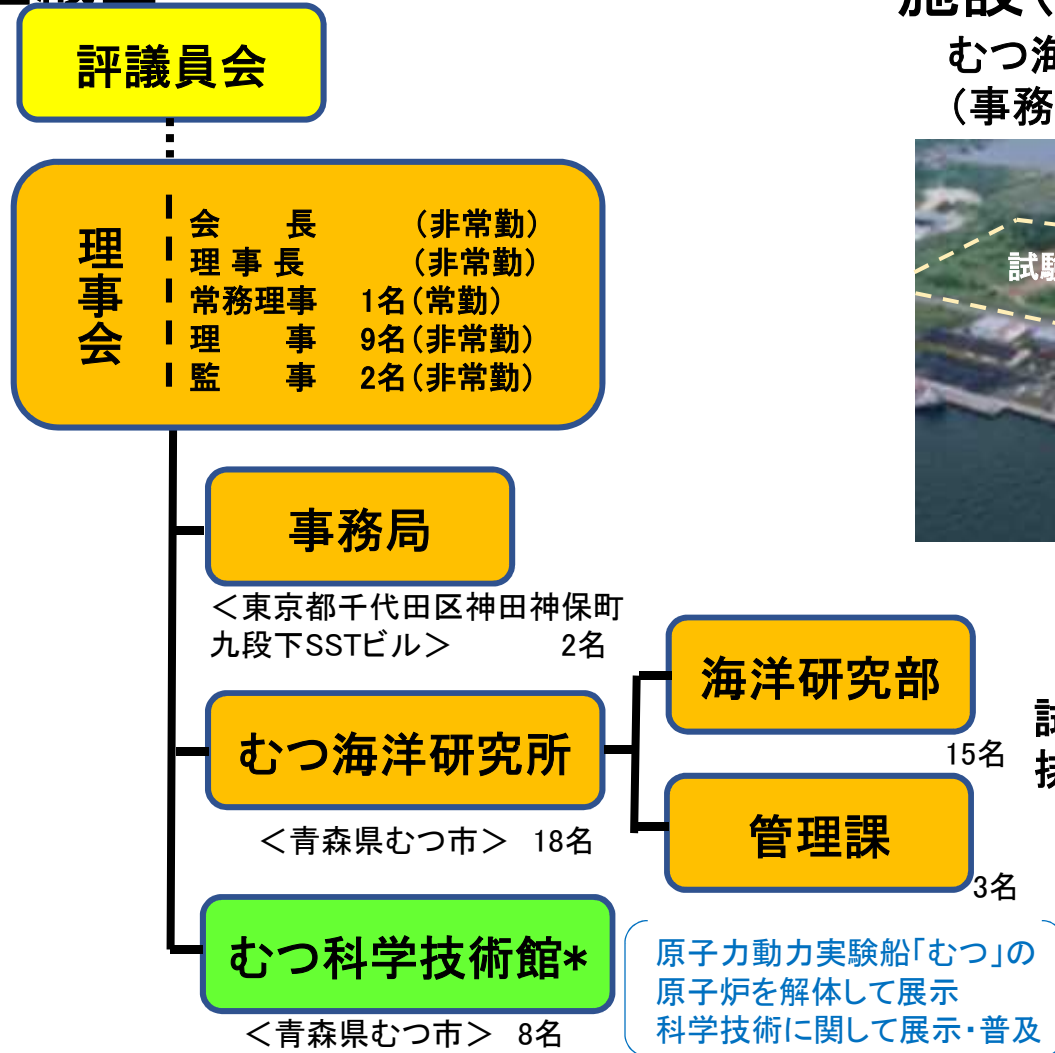 評議員会
理事会
会　　長　　　（非常勤）
理 事 長　　　（非常勤）
常務理事　1名（常勤）
理　　事　9名（非常勤）
監　　事　2名（非常勤）
事務局
＜東京都千代田区神田神保町
九段下SSTビル＞　　　2名
むつ海洋研究所
＜青森県むつ市＞　18名
海洋研究部
15名
管理課
3名
むつ科学技術館*
＜青森県むつ市＞　8名
原子力動力実験船「むつ」の
原子炉を解体して展示
科学技術に関して展示・普及
施設（
むつ海
（事務
試験